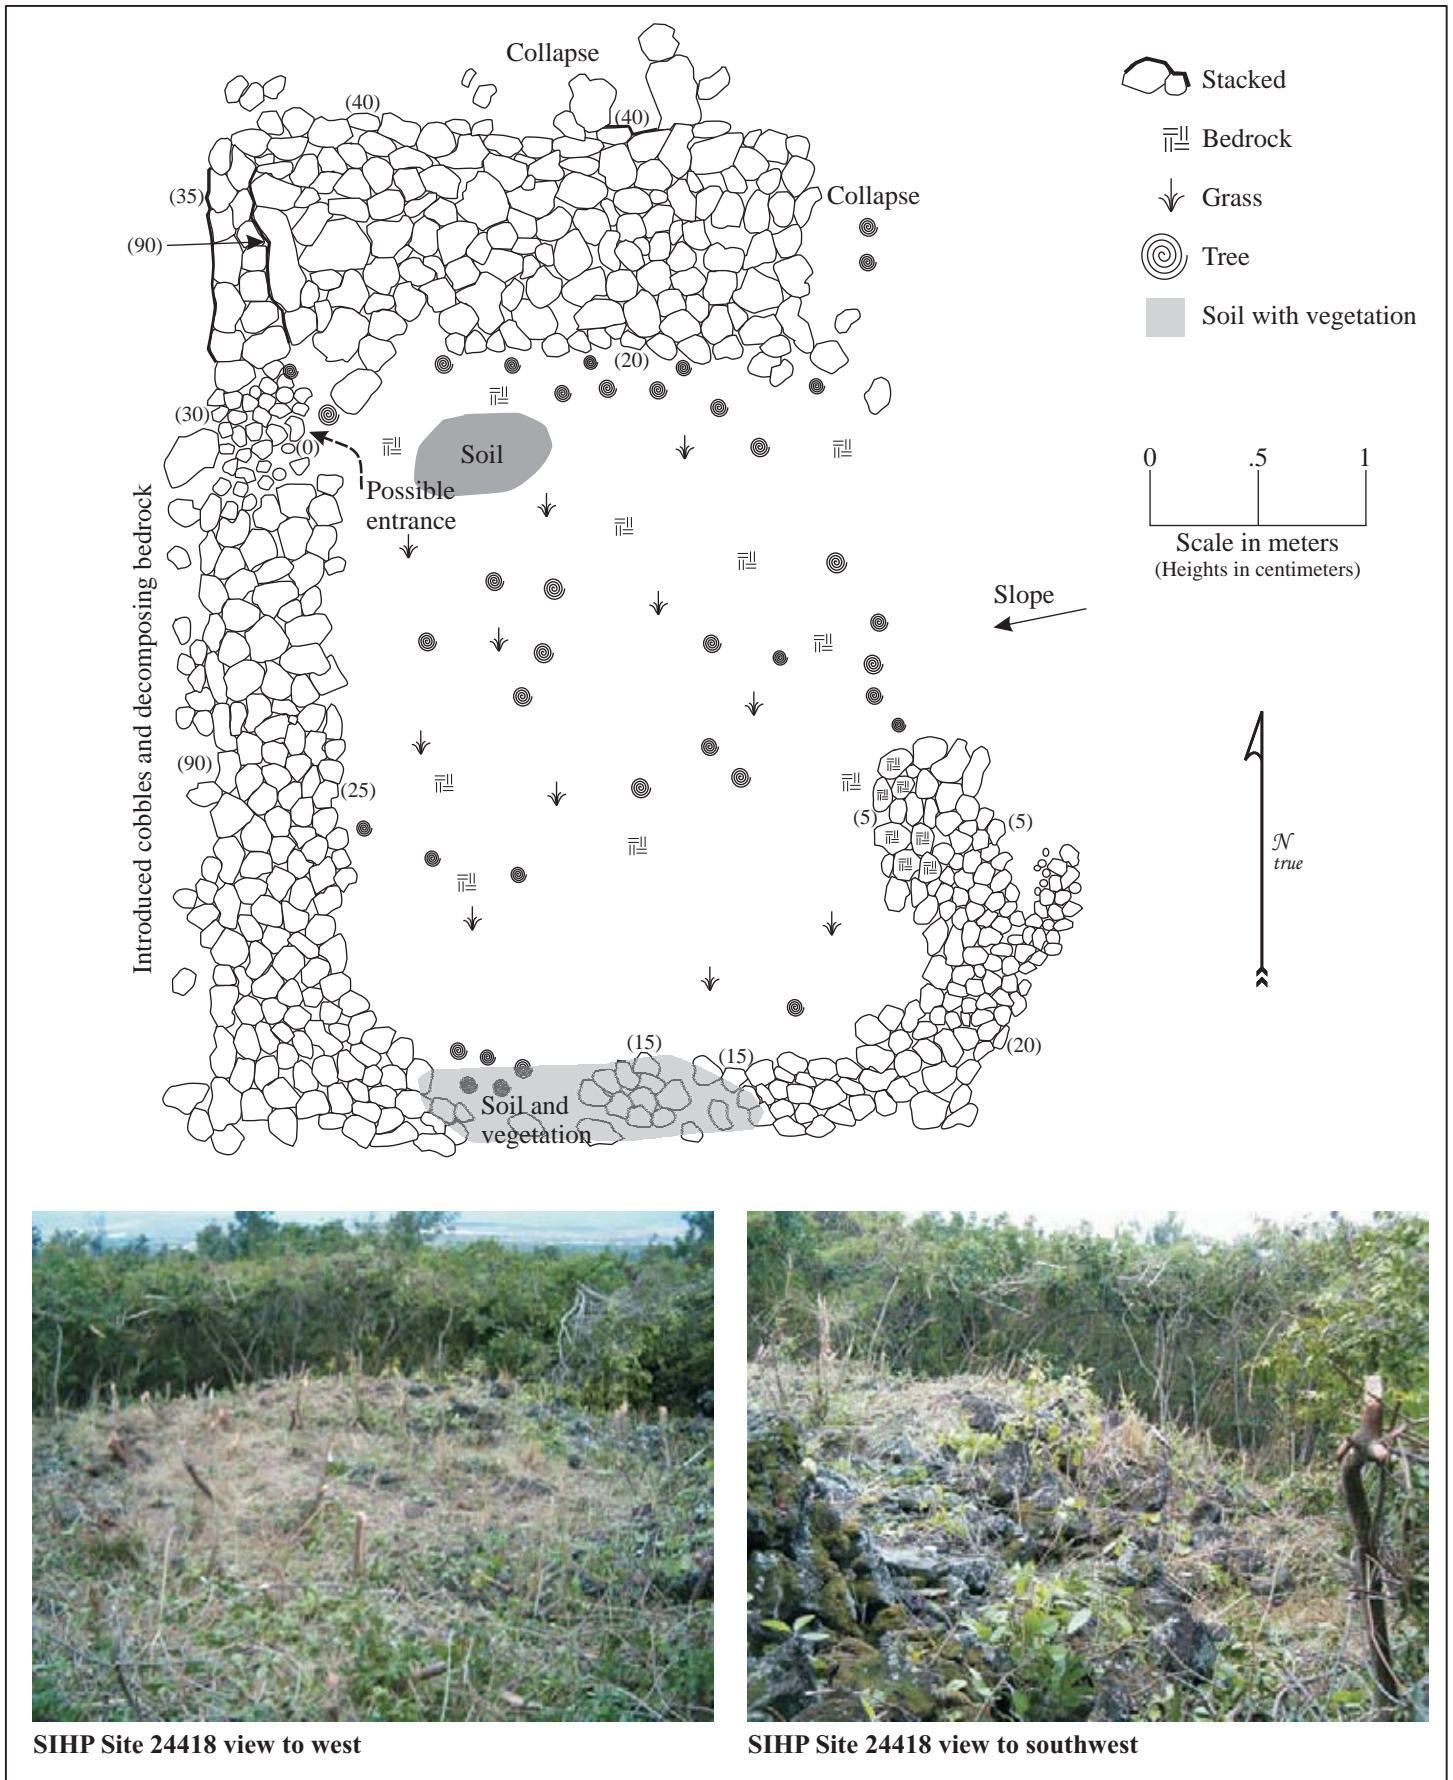 Collapse
Stacked
(40)
(40)
Bedrock
(35)
Collapse
Grass
(90)
Tree
Soil with vegetation
(20)
(30)
(0)
Soil
0 .5 1
Possible
entrance
Scale in meters
(Heights in centimeters)
Slope
Introduced cobbles and decomposing bedrock
(90)
(25)
(5)
(5)
N
true
(15)
(15)
(20)
Soil and
vegetation
SIHP Site 24418 view to west
SIHP Site 24418 view to southwest